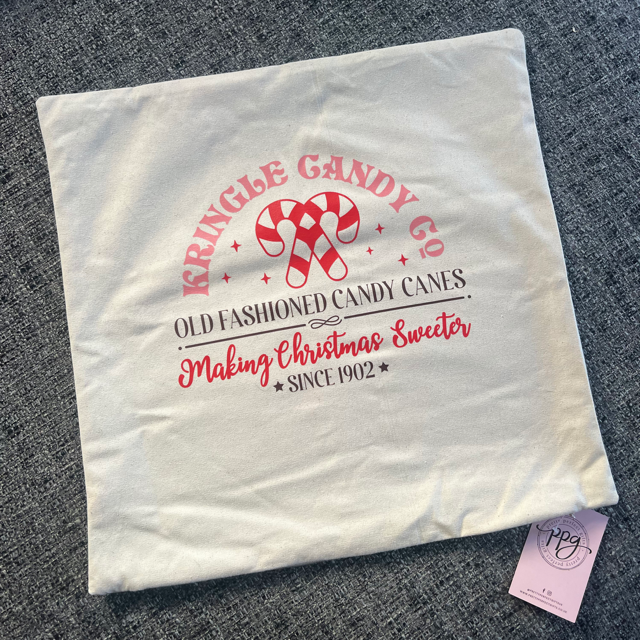 KRINGLE CANDY Co
OLD FASHIONED CANDY CANES
Making Christmas Sweeter
★ SINCE 1902 ★
ppg